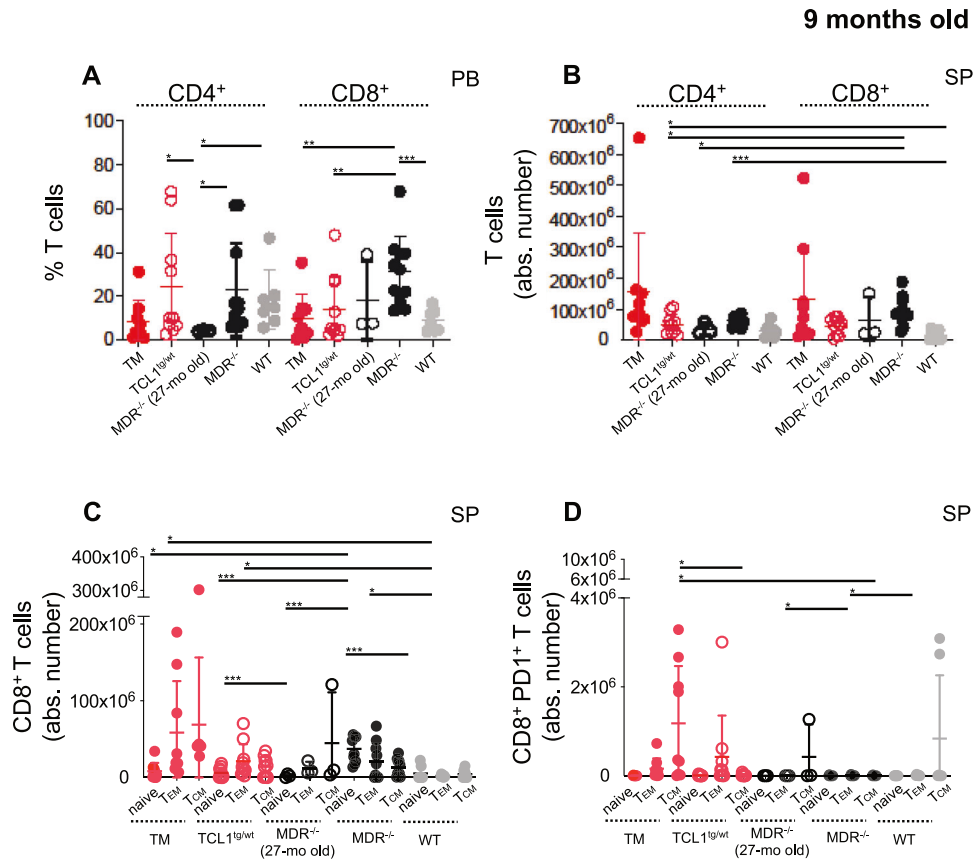 9 months old
A
PB
CD4+
CD8+
% T cells
100
80
60
40
20
0
*
*
*
**
**
***
TM
TCL1tg/wt
MDR-/- (27-mo old)
MDR-/-
WT
TM
TCL1tg/wt
MDR-/- (27-mo old)
MDR-/-
WT
B
SP
CD4+
CD8+
T cells
(abs. number)
700x10⁶
600x10⁶
500x10⁶
400x10⁶
300x10⁶
200x10⁶
100x10⁶
0
*
*
*
***
TM
TCL1tg/wt
MDR-/- (27-mo old)
MDR-/-
WT
TM
TCL1tg/wt
MDR-/- (27-mo old)
MDR-/-
WT
C
SP
CD8+ T cells
(abs. number)
400x10⁶
300x10⁶
200x10⁶
100x10⁶
0
*
*
*
***
*
***
***
***
naive TEM TCM naive TEM TCM naive TEM TCM naive TEM TCM naive TEM TCM
TM TCL1tg/wt MDR-/- MDR-/- WT
(27-mo old)
D
SP
CD8+ PD1+ T cells
(abs. number)
10x10⁶
6x10⁶
4x10⁶
2x10⁶
0
*
*
*
*
naive TEM TCM naive TEM TCM naive TEM TCM naive TEM TCM naive TEM TCM
TM TCL1tg/wt MDR-/- MDR-/- WT
(27-mo old)